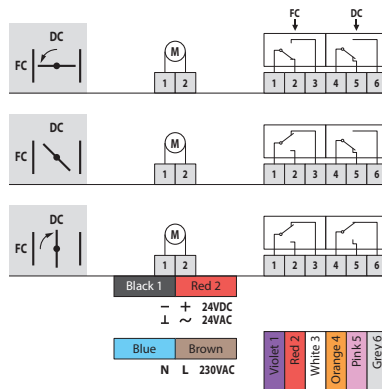 FC DC
DC
FC
M
1 2
1 2 3 4 5 6
DC
FC
M
1 2
1 2 3 4 5 6
DC
FC
M
1 2
1 2 3 4 5 6
Black 1 Red 2
− + 24VDC
⊥ ~ 24VAC
Blue Brown
N L 230VAC
Violet 1
Red 2
White 3
Orange 4
Pink 5
Grey 6